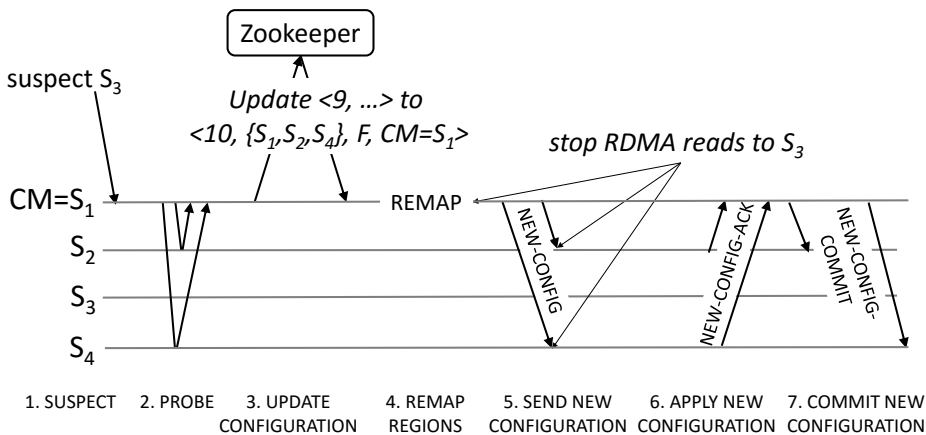 Zookeeper
suspect S3
Update <9, ...> to
<10, {S1,S2,S4}, F, CM=S1>
stop RDMA reads to S3
CM=S1
REMAP
S2
S3
S4
NEW-CONFIG
NEW-CONFIG-ACK
NEW-CONFIG-
COMMIT
1. SUSPECT
2. PROBE
3. UPDATE
CONFIGURATION
4. REMAP
REGIONS
5. SEND NEW
CONFIGURATION
6. APPLY NEW
CONFIGURATION
7. COMMIT NEW
CONFIGURATION